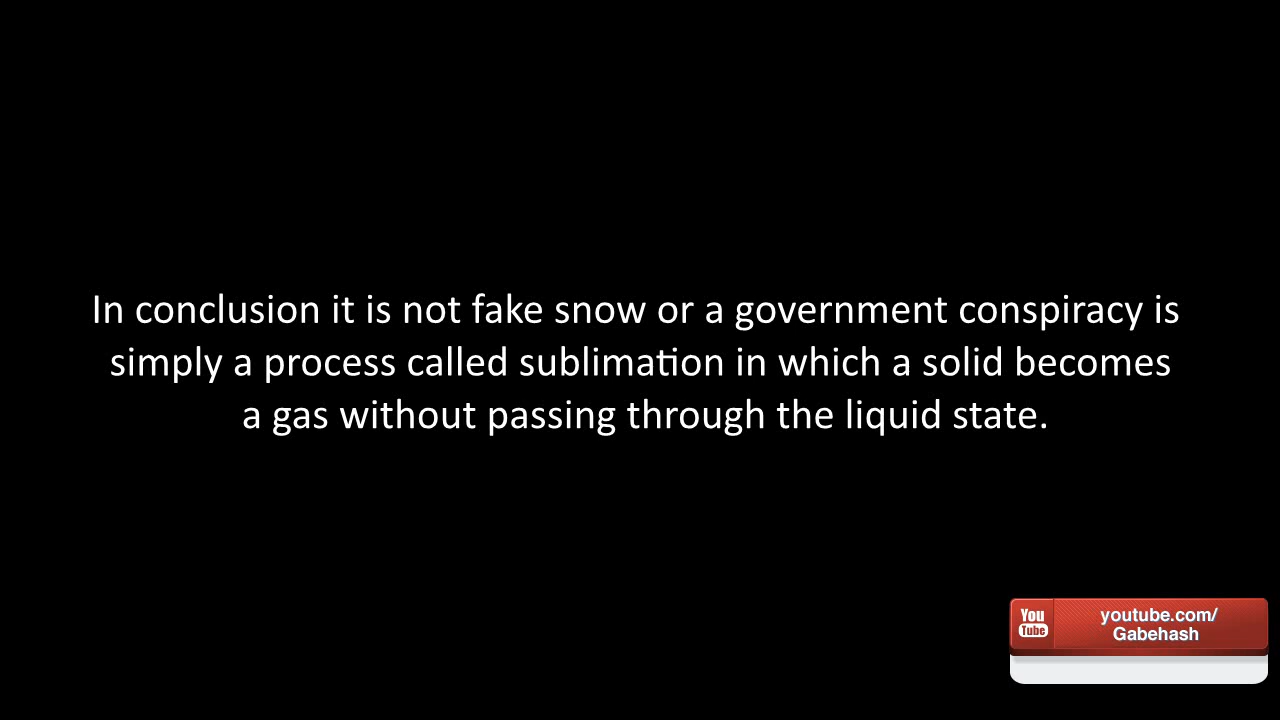 In conclusion it is not fake snow or a government conspiracy is
simply a process called sublimation in which a solid becomes
a gas without passing through the liquid state.
You
Tube
youtube.com/
Gabehash